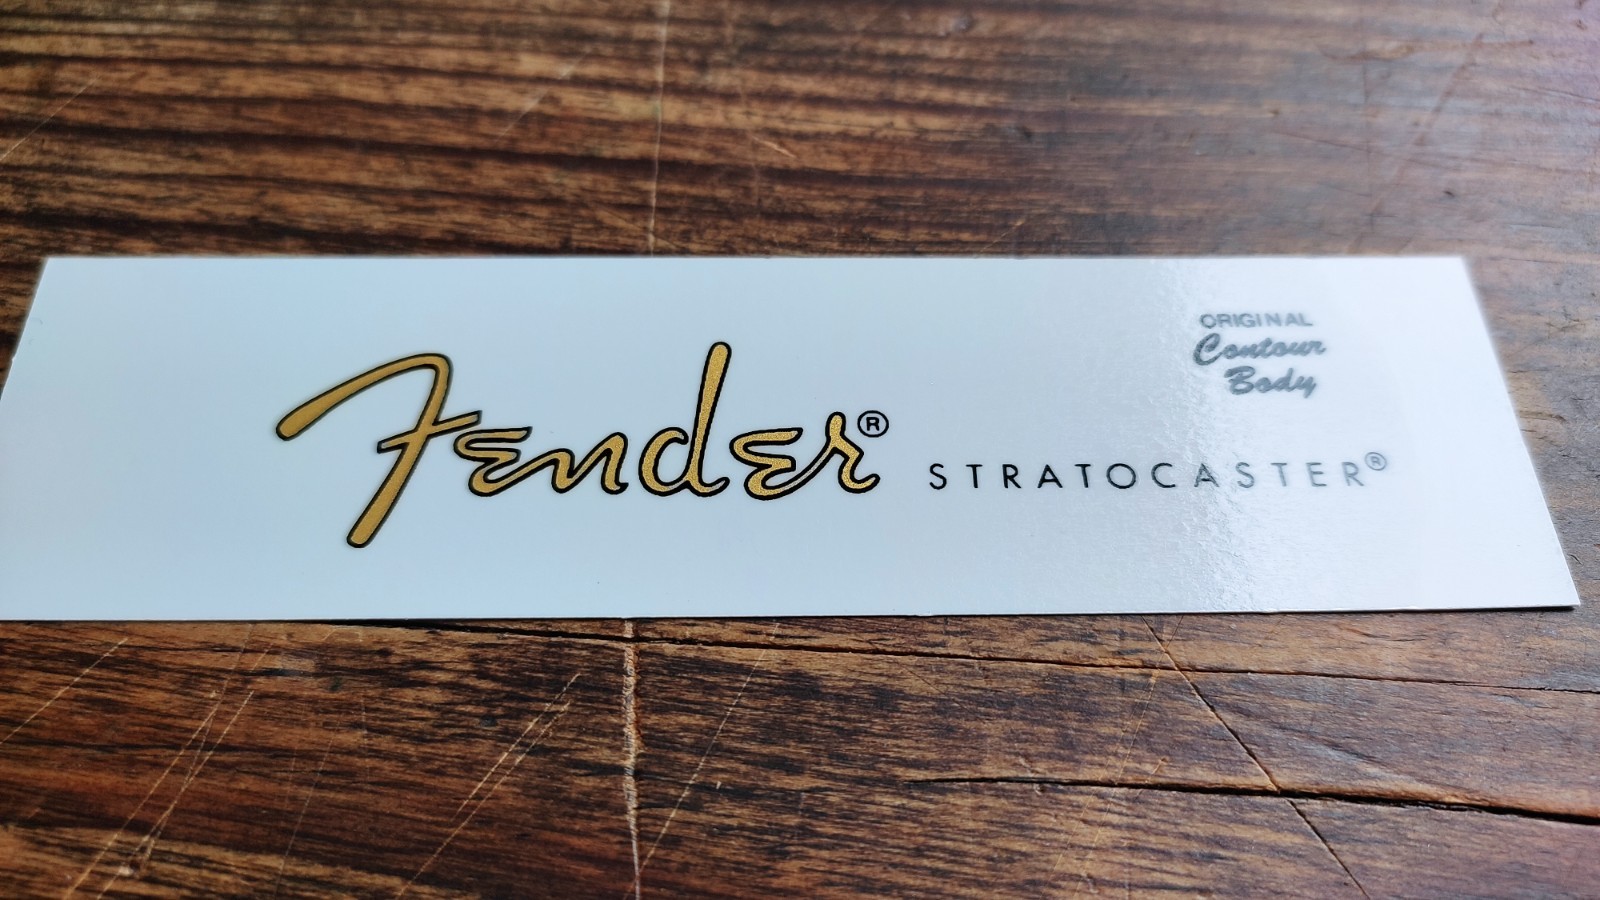 ORIGINAL
Contour
Body
Fender® STRATOCASTER®